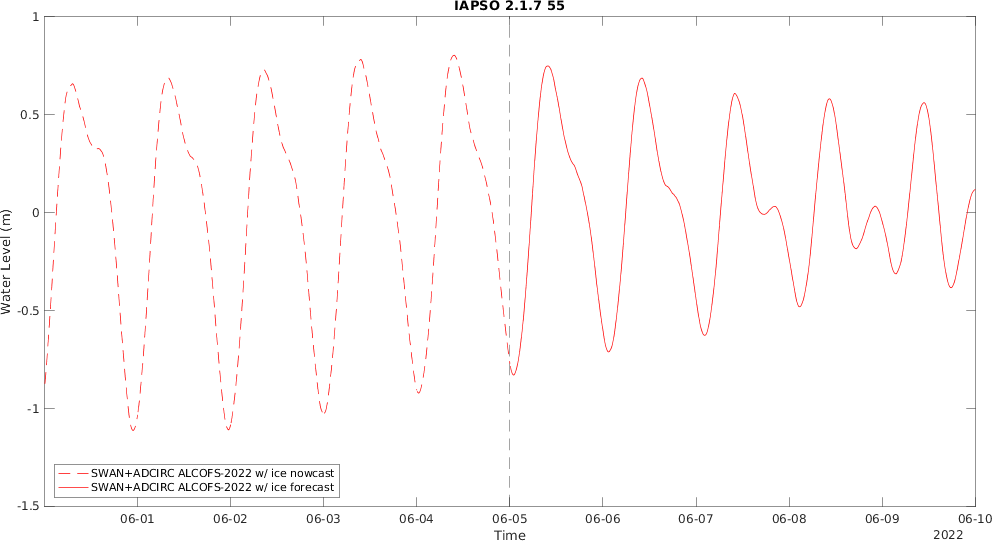 IAPSO 2.1.7 55
1
0.5
0
-0.5
-1
-1.5
Water Level (m)
SWAN+ADCIRC ALCOFS-2022 w/ ice nowcast
SWAN+ADCIRC ALCOFS-2022 w/ ice forecast
06-01 06-02 06-03 06-04 06-05 06-06 06-07 06-08 06-09 06-10
Time
2022